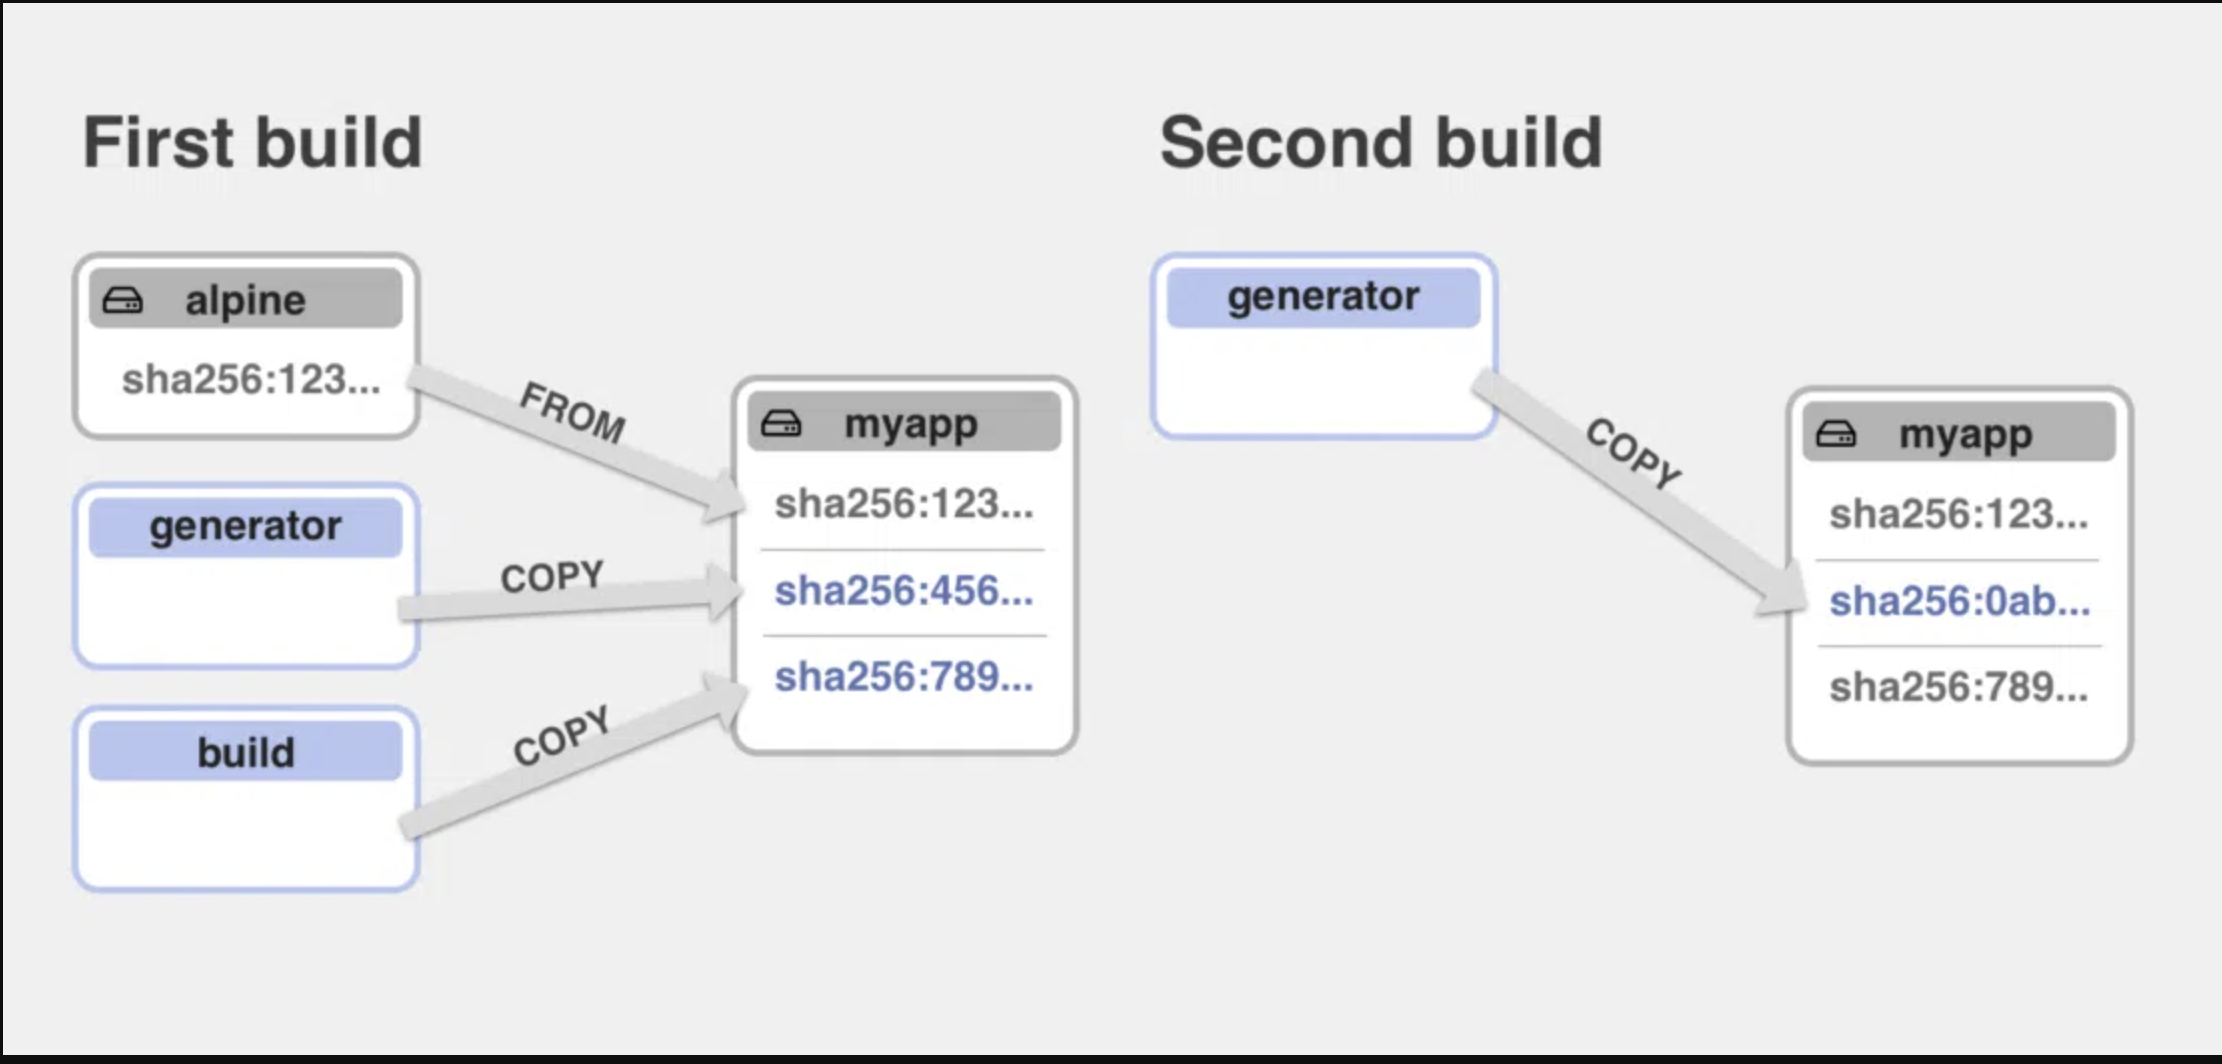 First build
alpine
sha256:123...
FROM
generator
COPY
build
COPY
myapp
sha256:123...
sha256:456...
sha256:789...
Second build
generator
COPY
myapp
sha256:123...
sha256:0ab...
sha256:789...